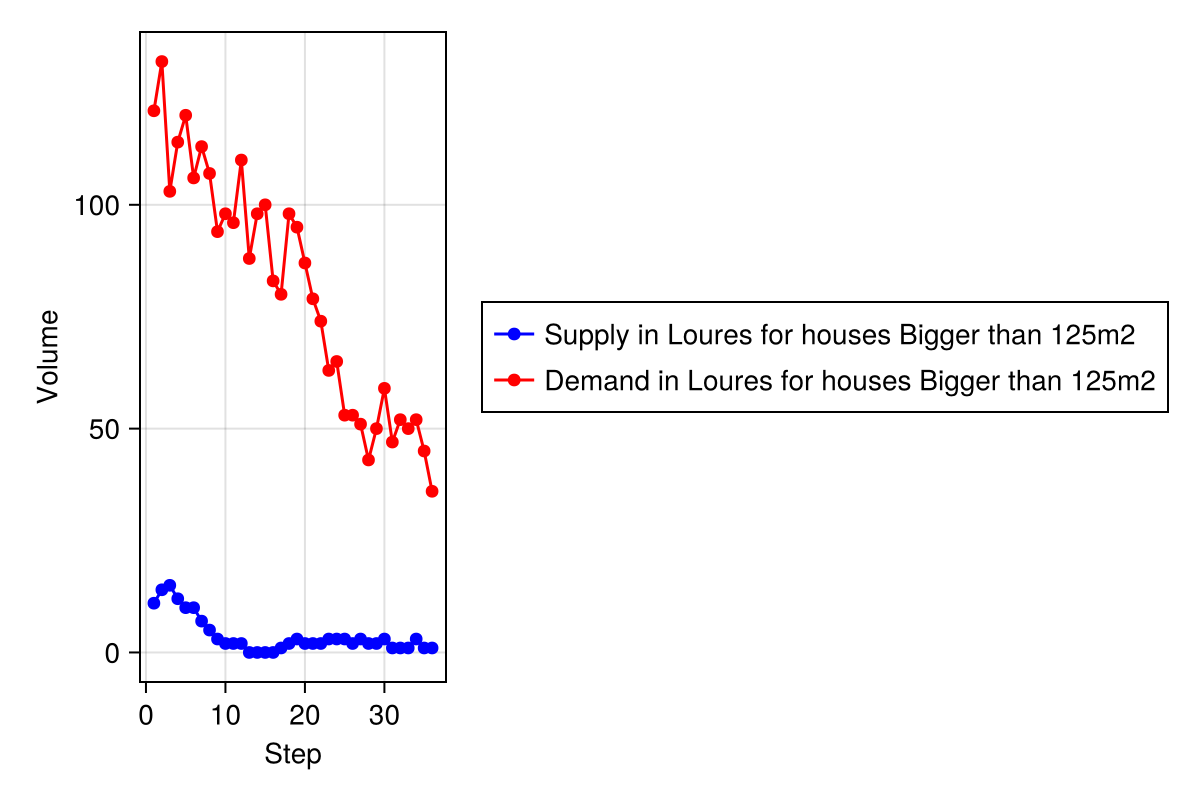 100
50
0
Volume
0 10 20 30
Step
Supply in Loures for houses Bigger than 125m2
Demand in Loures for houses Bigger than 125m2